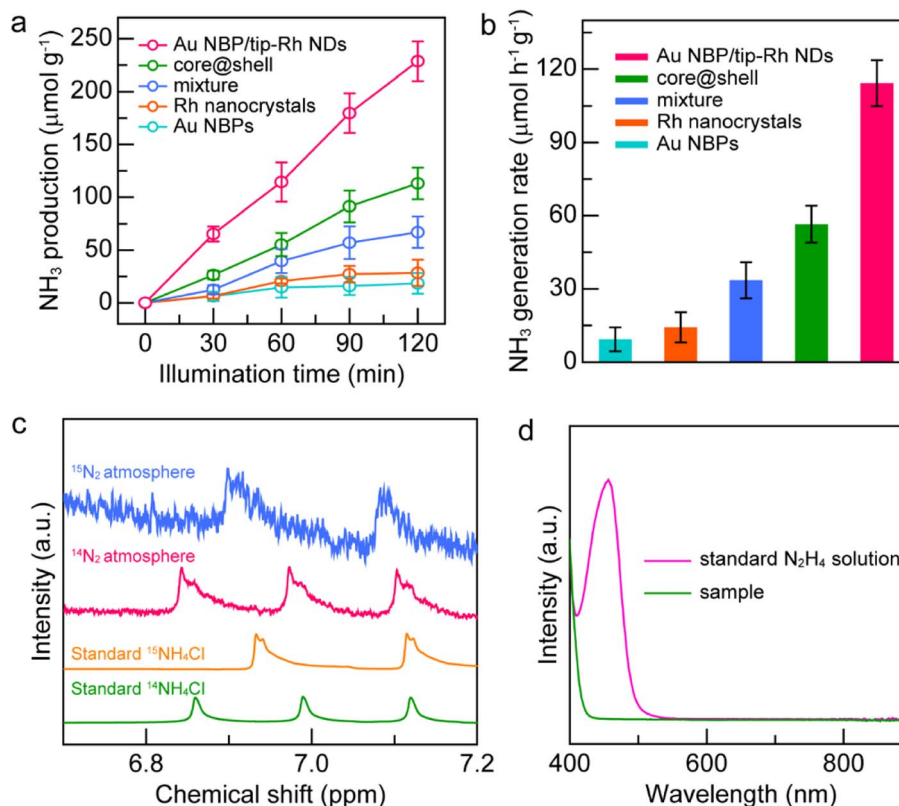 a
NH₃ production (μmol g⁻¹)
250
200
150
100
50
0
Au NBP/tip-Rh NDs
core@shell
mixture
Rh nanocrystals
Au NBPs
0 30 60 90 120
Illumination time (min)
b
NH₃ generation rate (μmol h⁻¹ g⁻¹)
120
90
60
30
0
Au NBP/tip-Rh NDs
core@shell
mixture
Rh nanocrystals
Au NBPs
c
Intensity (a.u.)
¹⁵N₂ atmosphere
¹⁴N₂ atmosphere
Standard ¹⁵NH₄Cl
Standard ¹⁴NH₄Cl
6.8 7.0 7.2
Chemical shift (ppm)
d
Intensity (a.u.)
standard N₂H₄ solution
sample
400 600 800
Wavelength (nm)